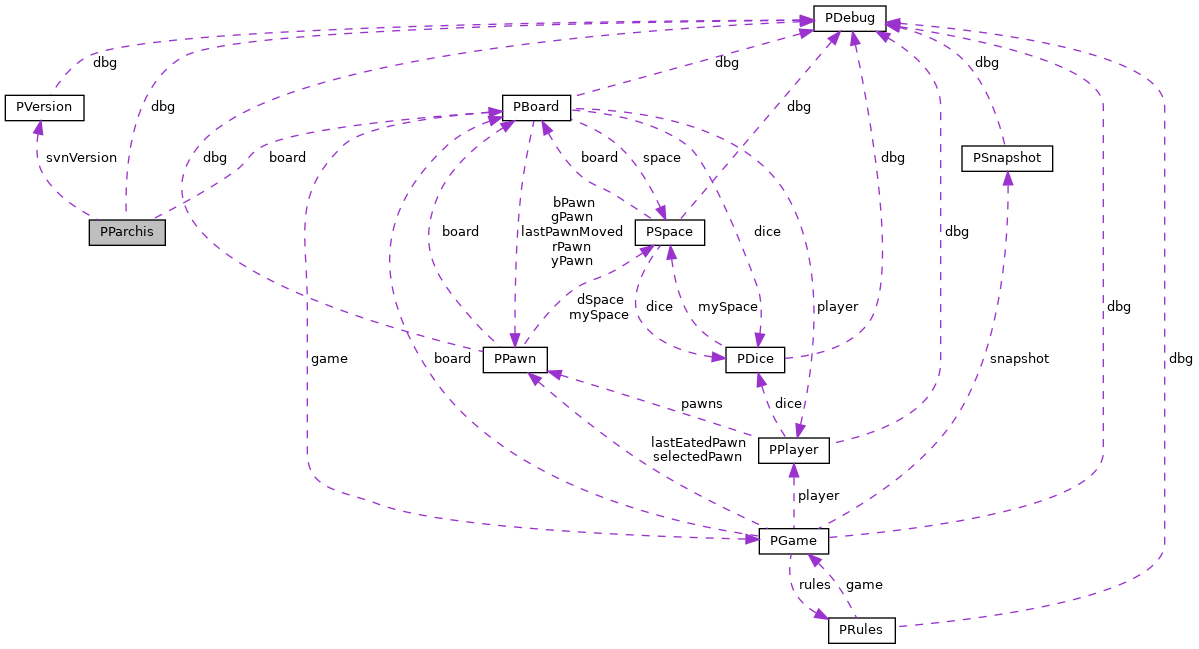 PDebug
dbg
dbg
PVersion
PBoard
dbg
dbg
dbg
svnVersion
dbg
board
board
space
dbg
PSnapshot
bPawn
gPawn
lastPawnMoved
rPawn
yPawn
PParchis
board
PSpace
dice
dbg
dSpace
mySpace
dice
mySpace
player
dbg
game
board
PPawn
PDice
snapshot
dbg
pawns
dice
lastEatedPawn
selectedPawn
PPlayer
player
PGame
rules
game
PRules